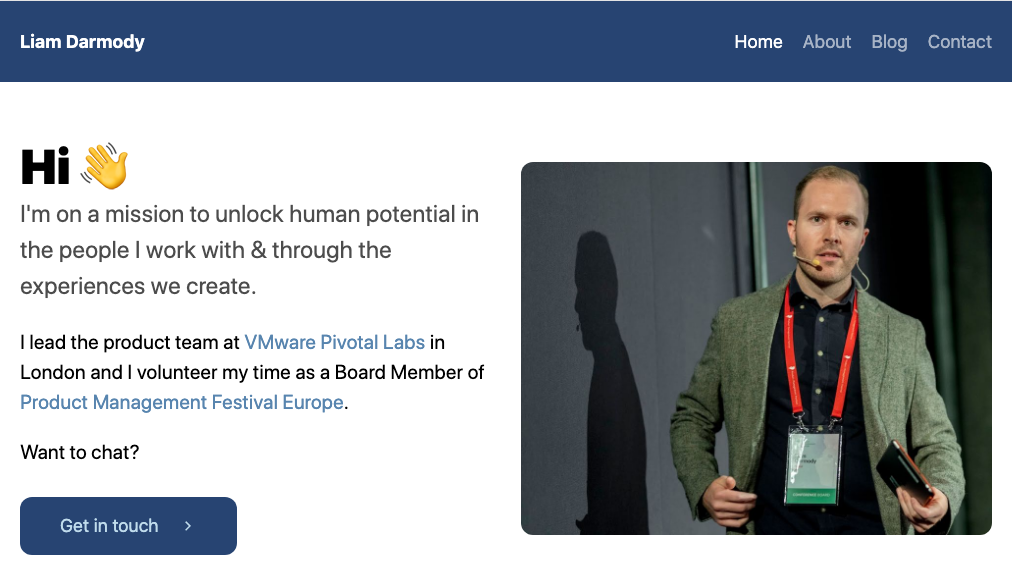 Liam Darmody
Home About Blog Contact
Hi 👋
I'm on a mission to unlock human potential in
the people I work with & through the
experiences we create.
I lead the product team at VMware Pivotal Labs in
London and I volunteer my time as a Board Member of
Product Management Festival Europe.
Want to chat?
Get in touch >